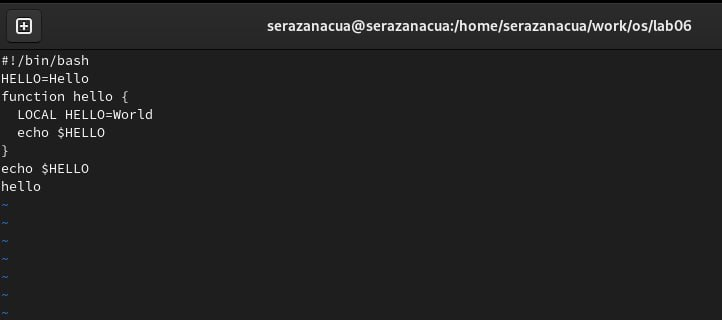 serazanacua@serazanacua:/home/serazanacua/work/os/lab06
#!/bin/bash
HELLO=Hello
function hello {
  LOCAL HELLO=World
  echo $HELLO
}
echo $HELLO
hello
~
~
~
~
~
~
~